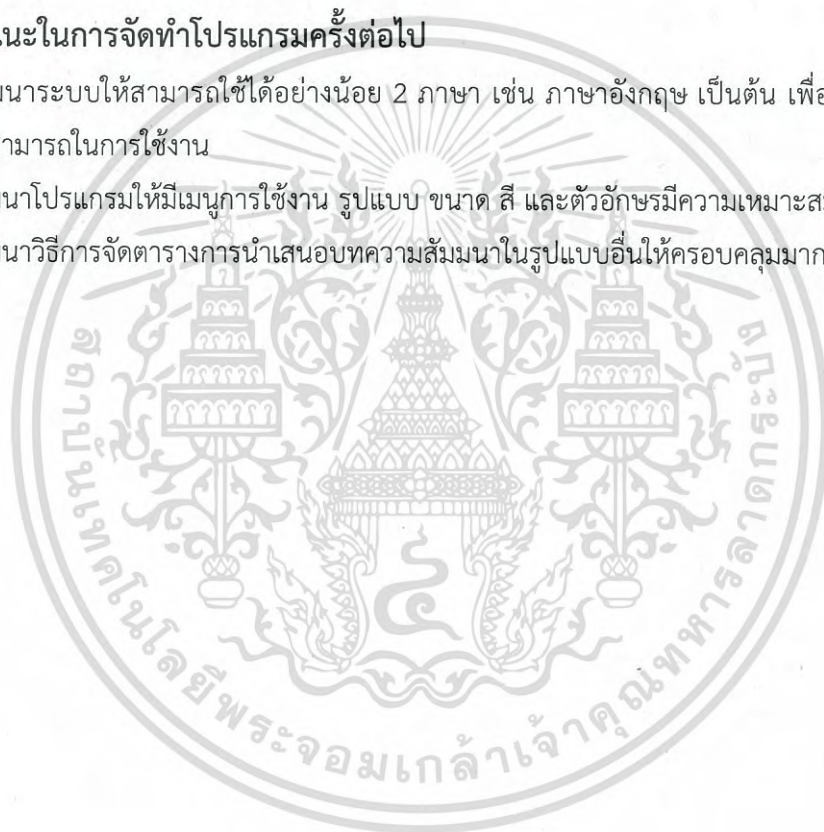 นะในการจัดทำโปรแกรมครั้งต่อไป
นาระบบให้สามารถใช้ได้อย่างน้อย 2 ภาษา เช่น ภาษาอังกฤษ เป็นต้น เพื่อ
ามารถในการใช้งาน
นาโปรแกรมให้มีเมนูการใช้งาน รูปแบบ ขนาด สี และตัวอักษรมีความเหมาะส
นาวิธีการจัดตารางการนำเสนอบทความสัมมนาในรูปแบบอื่นให้ครอบคลุมมาก
สถาบันเทคโนโลยีพระจอมเกล้าเจ้าคุณทหารลาดกระบัง